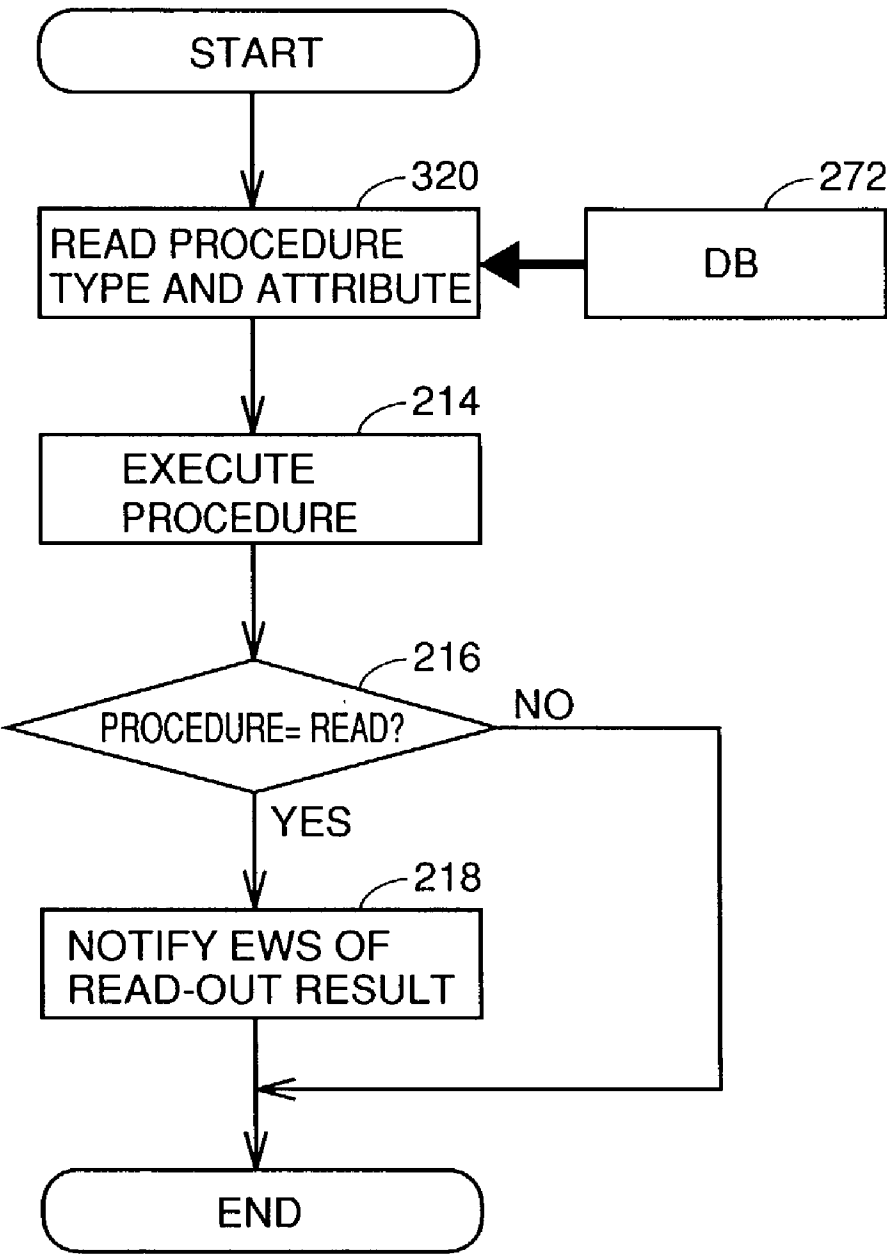 START
320
272
READ PROCEDURE
TYPE AND ATTRIBUTE
DB
214
EXECUTE
PROCEDURE
216
PROCEDURE= READ?
NO
YES
218
NOTIFY EWS OF
READ-OUT RESULT
END